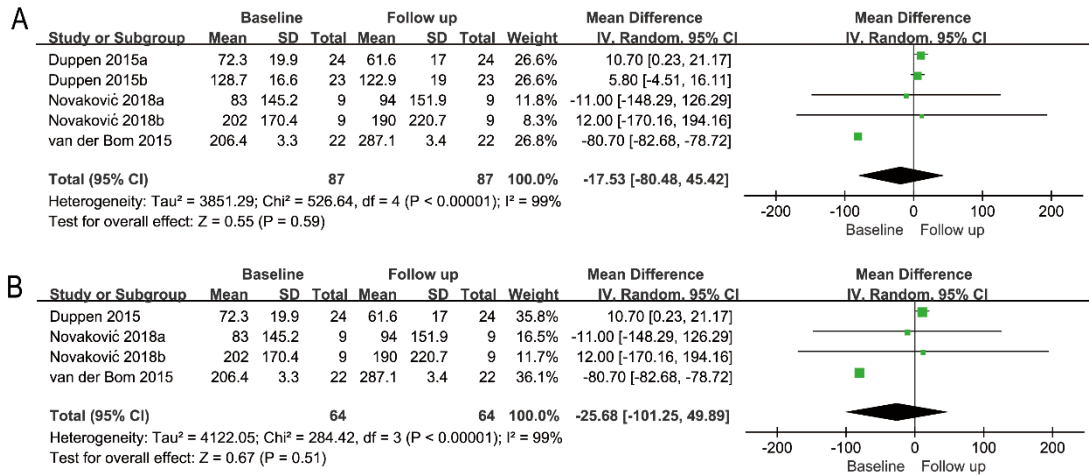 A
Baseline Follow up Mean Difference Mean Difference
Study or Subgroup Mean SD Total Mean SD Total Weight IV. Random. 95% CI IV. Random. 95% CI
Duppen 2015a 72.3 19.9 24 61.6 17 24 26.6% 10.70 [0.23, 21.17]
Duppen 2015b 128.7 16.6 23 122.9 19 23 26.6% 5.80 [-4.51, 16.11]
Novaković 2018a 83 145.2 9 94 151.9 9 11.8% -11.00 [-148.29, 126.29]
Novaković 2018b 202 170.4 9 190 220.7 9 8.3% 12.00 [-170.16, 194.16]
van der Bom 2015 206.4 3.3 22 287.1 3.4 22 26.8% -80.70 [-82.68, -78.72]
Total (95% CI) 87 87 100.0% -17.53 [-80.48, 45.42]
Heterogeneity: Tau² = 3851.29; Chi² = 526.64, df = 4 (P < 0.00001); I² = 99%
Test for overall effect: Z = 0.55 (P = 0.59)
-200 -100 0 100 200
Baseline Follow up
B
Baseline Follow up Mean Difference Mean Difference
Study or Subgroup Mean SD Total Mean SD Total Weight IV. Random. 95% CI IV. Random. 95% CI
Duppen 2015 72.3 19.9 24 61.6 17 24 35.8% 10.70 [0.23, 21.17]
Novaković 2018a 83 145.2 9 94 151.9 9 16.5% -11.00 [-148.29, 126.29]
Novaković 2018b 202 170.4 9 190 220.7 9 11.7% 12.00 [-170.16, 194.16]
van der Bom 2015 206.4 3.3 22 287.1 3.4 22 36.1% -80.70 [-82.68, -78.72]
Total (95% CI) 64 64 100.0% -25.68 [-101.25, 49.89]
Heterogeneity: Tau² = 4122.05; Chi² = 284.42, df = 3 (P < 0.00001); I² = 99%
Test for overall effect: Z = 0.67 (P = 0.51)
-200 -100 0 100 200
Baseline Follow up